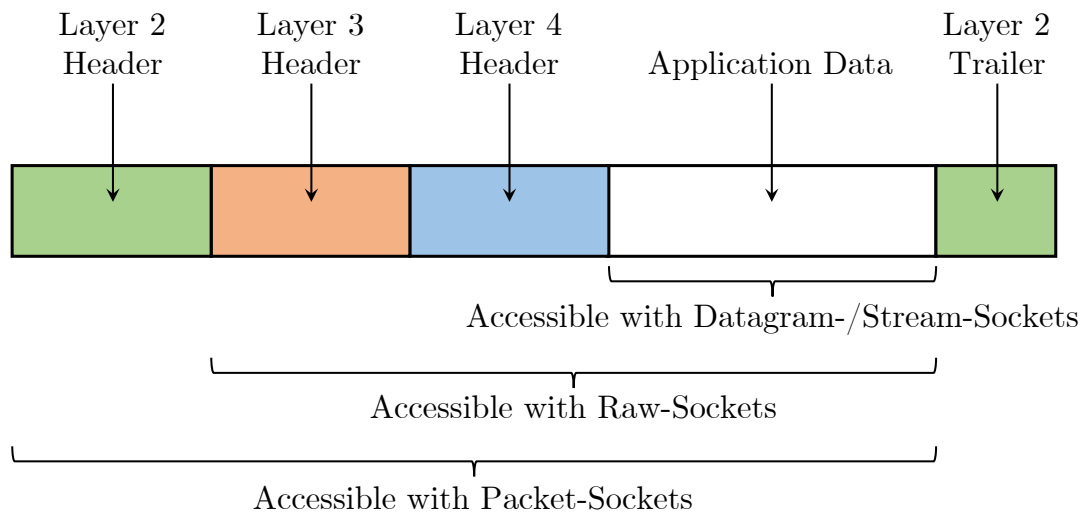 Layer 2
Header
Layer 3
Header
Layer 4
Header
Application Data
Layer 2
Trailer
Accessible with Datagram-/Stream-Sockets
Accessible with Raw-Sockets
Accessible with Packet-Sockets